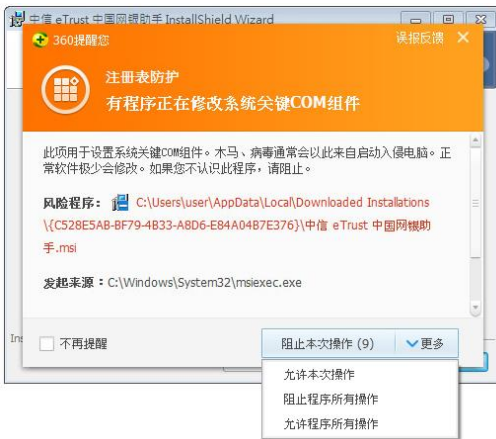 中信 eTrust 中国网银助手 InstallShield Wizard
360提醒您
误报反馈
注册表防护
有程序正在修改系统关键COM组件
此项用于设置系统关键COM组件。木马、病毒通常会以此来自启动入侵电脑。正
常软件极少会修改。如果您不认识此程序，请阻止。
风险程序： C:\Users\user\AppData\Local\Downloaded Installations
\{C528E5AB-BF79-4B33-A8D6-E84A04B7E376}\中信 eTrust 中国网银助
手.msi
发起来源：C:\Windows\System32\msiexec.exe
不再提醒
阻止本次操作 (9)
更多
允许本次操作
阻止程序所有操作
允许程序所有操作